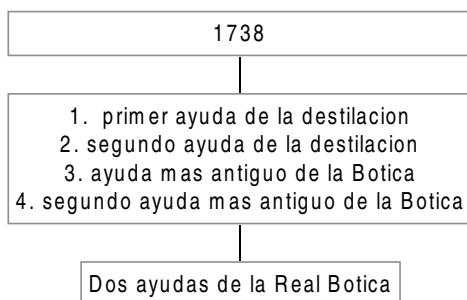 1738
1. primer ayuda de la destilacion
2. segundo ayuda de la destilacion
3. ayuda mas antiguo de la Botica
4. segundo ayuda mas antiguo de la Botica
Dos ayudas de la Real Botica